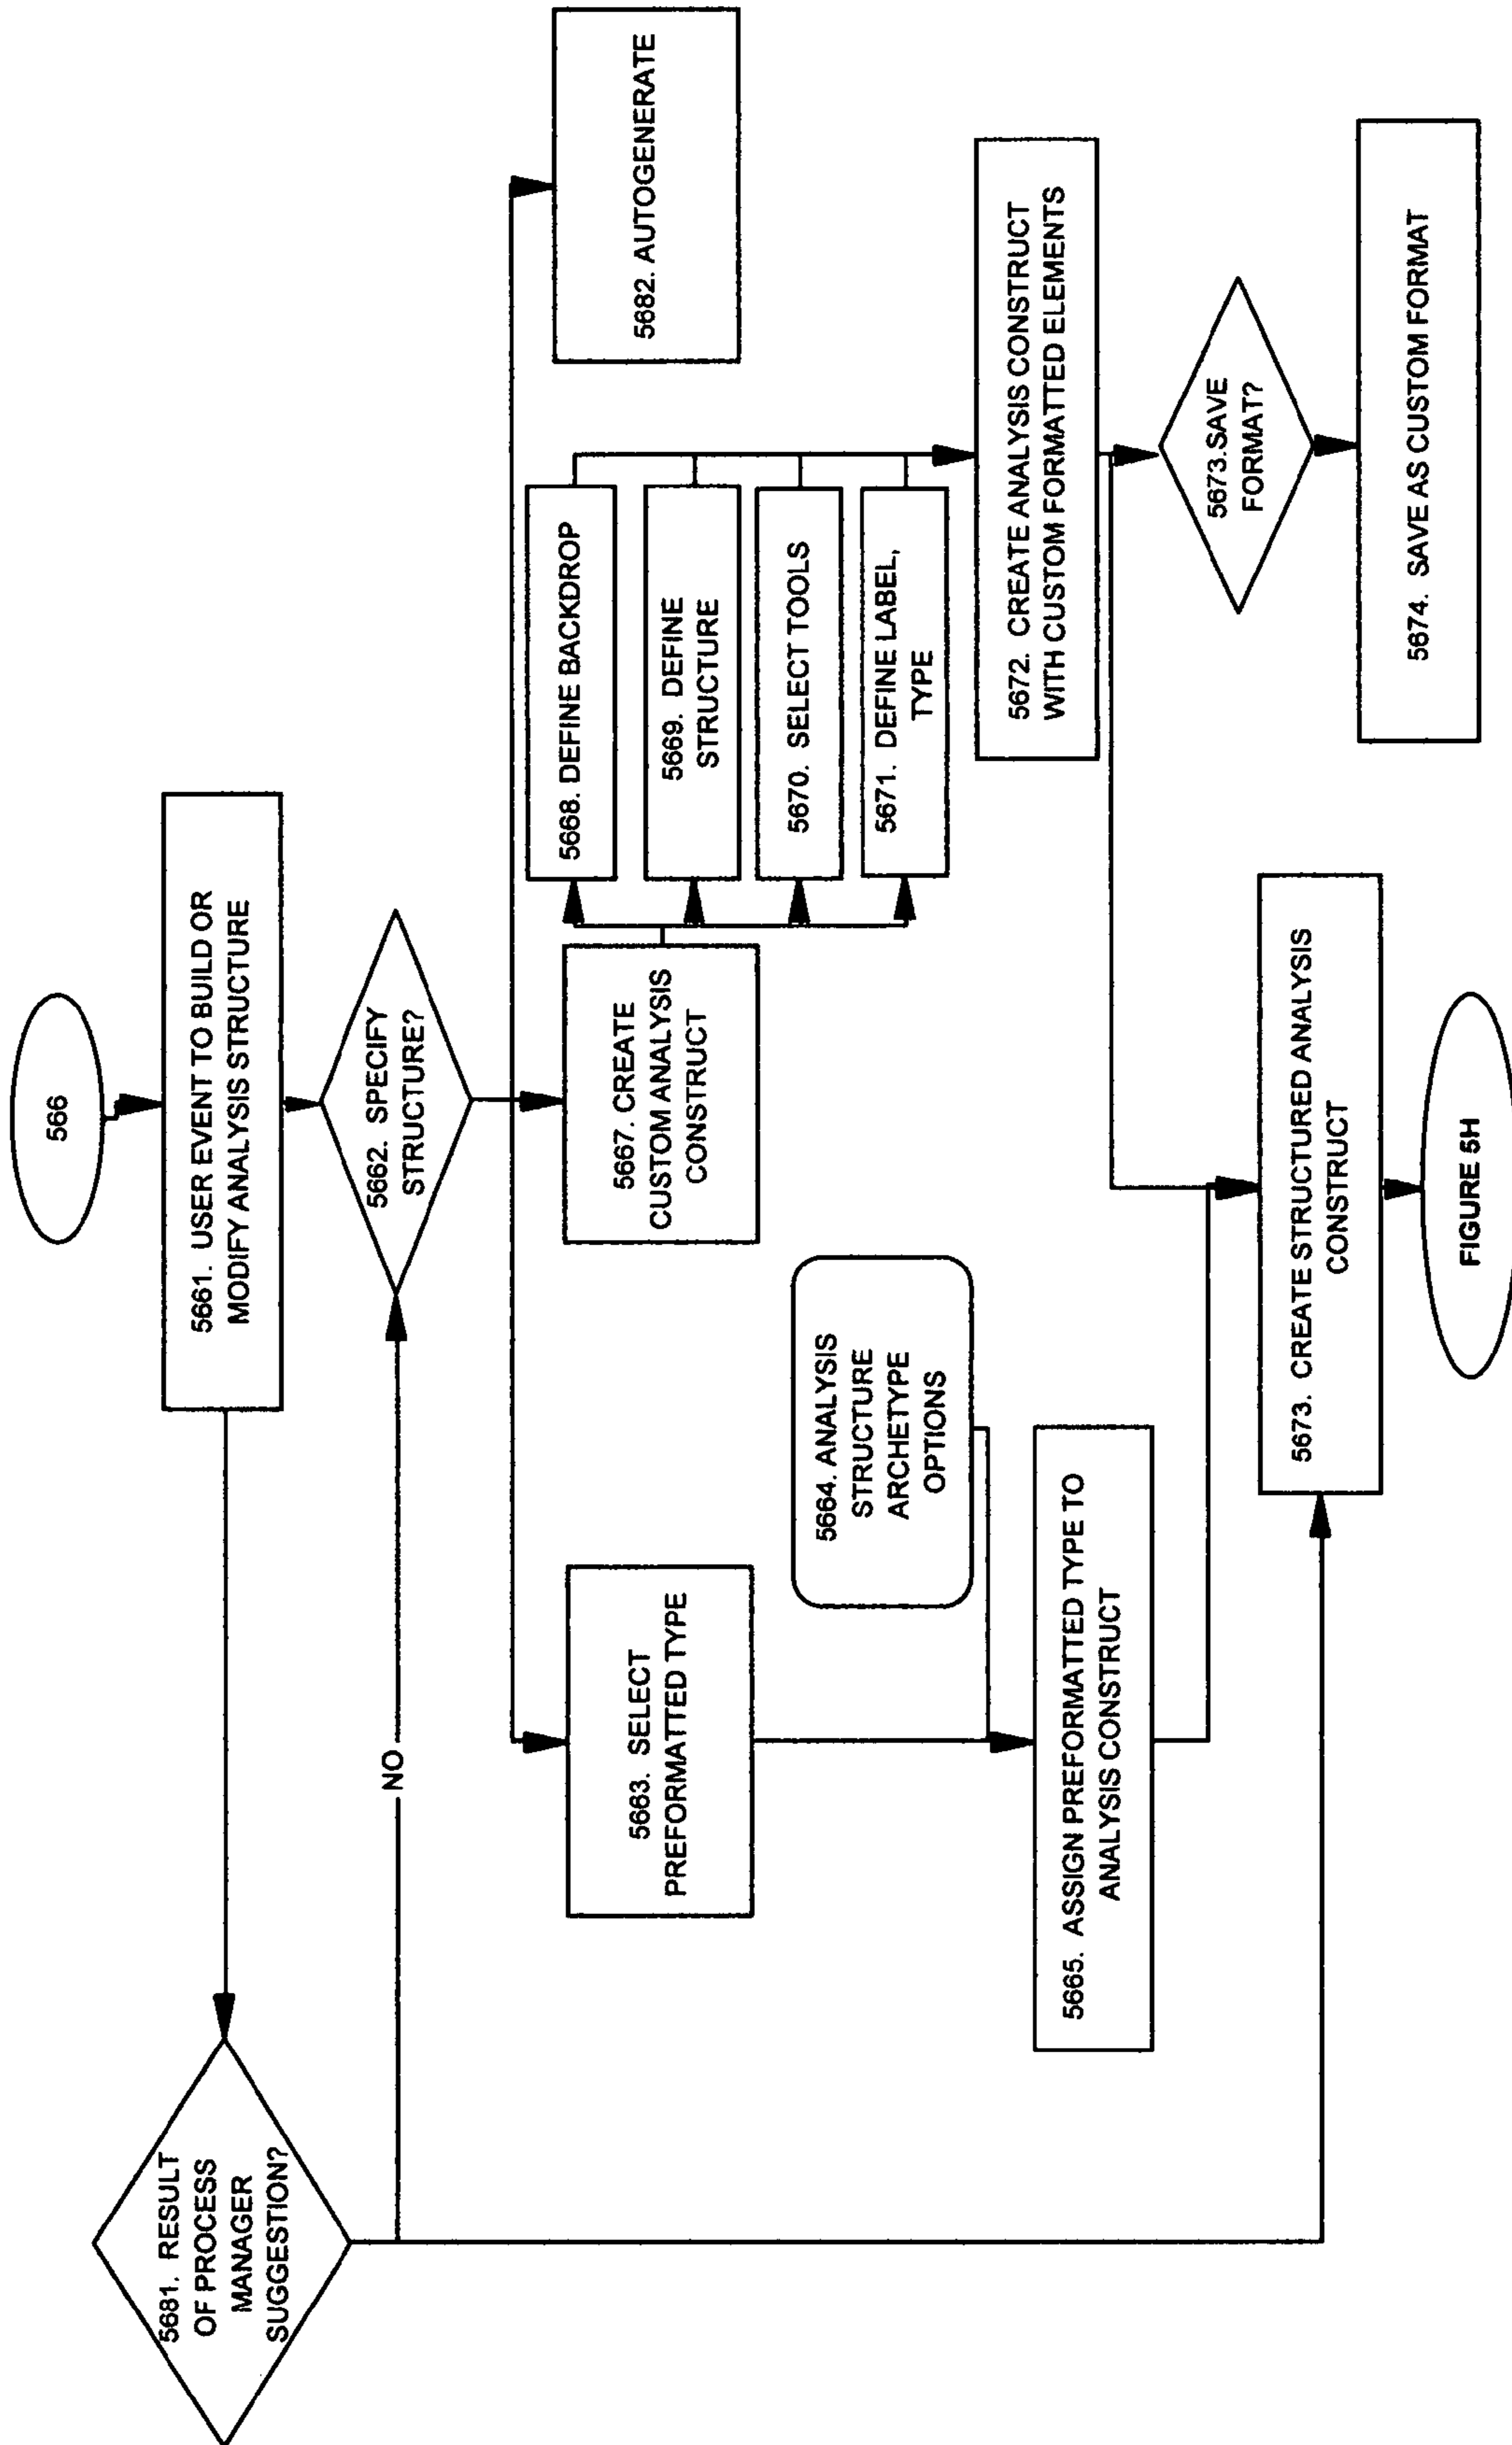 566
5661. USER EVENT TO BUILD OR
MODIFY ANALYSIS STRUCTURE
5681. RESULT
OF PROCESS
MANAGER
SUGGESTION?
5662. SPECIFY
STRUCTURE?
NO
5663. SELECT
PREFORMATTED TYPE
5667. CREATE
CUSTOM ANALYSIS
CONSTRUCT
5682. AUTOGENERATE
5668. DEFINE BACKDROP
5669. DEFINE
STRUCTURE
5670. SELECT TOOLS
5671. DEFINE LABEL,
TYPE
5664. ANALYSIS
STRUCTURE
ARCHETYPE
OPTIONS
5665. ASSIGN PREFORMATTED TYPE TO
ANALYSIS CONSTRUCT
5672. CREATE ANALYSIS CONSTRUCT
WITH CUSTOM FORMATTED ELEMENTS
5673.SAVE
FORMAT?
5673. CREATE STRUCTURED ANALYSIS
CONSTRUCT
5674. SAVE AS CUSTOM FORMAT
FIGURE 5H